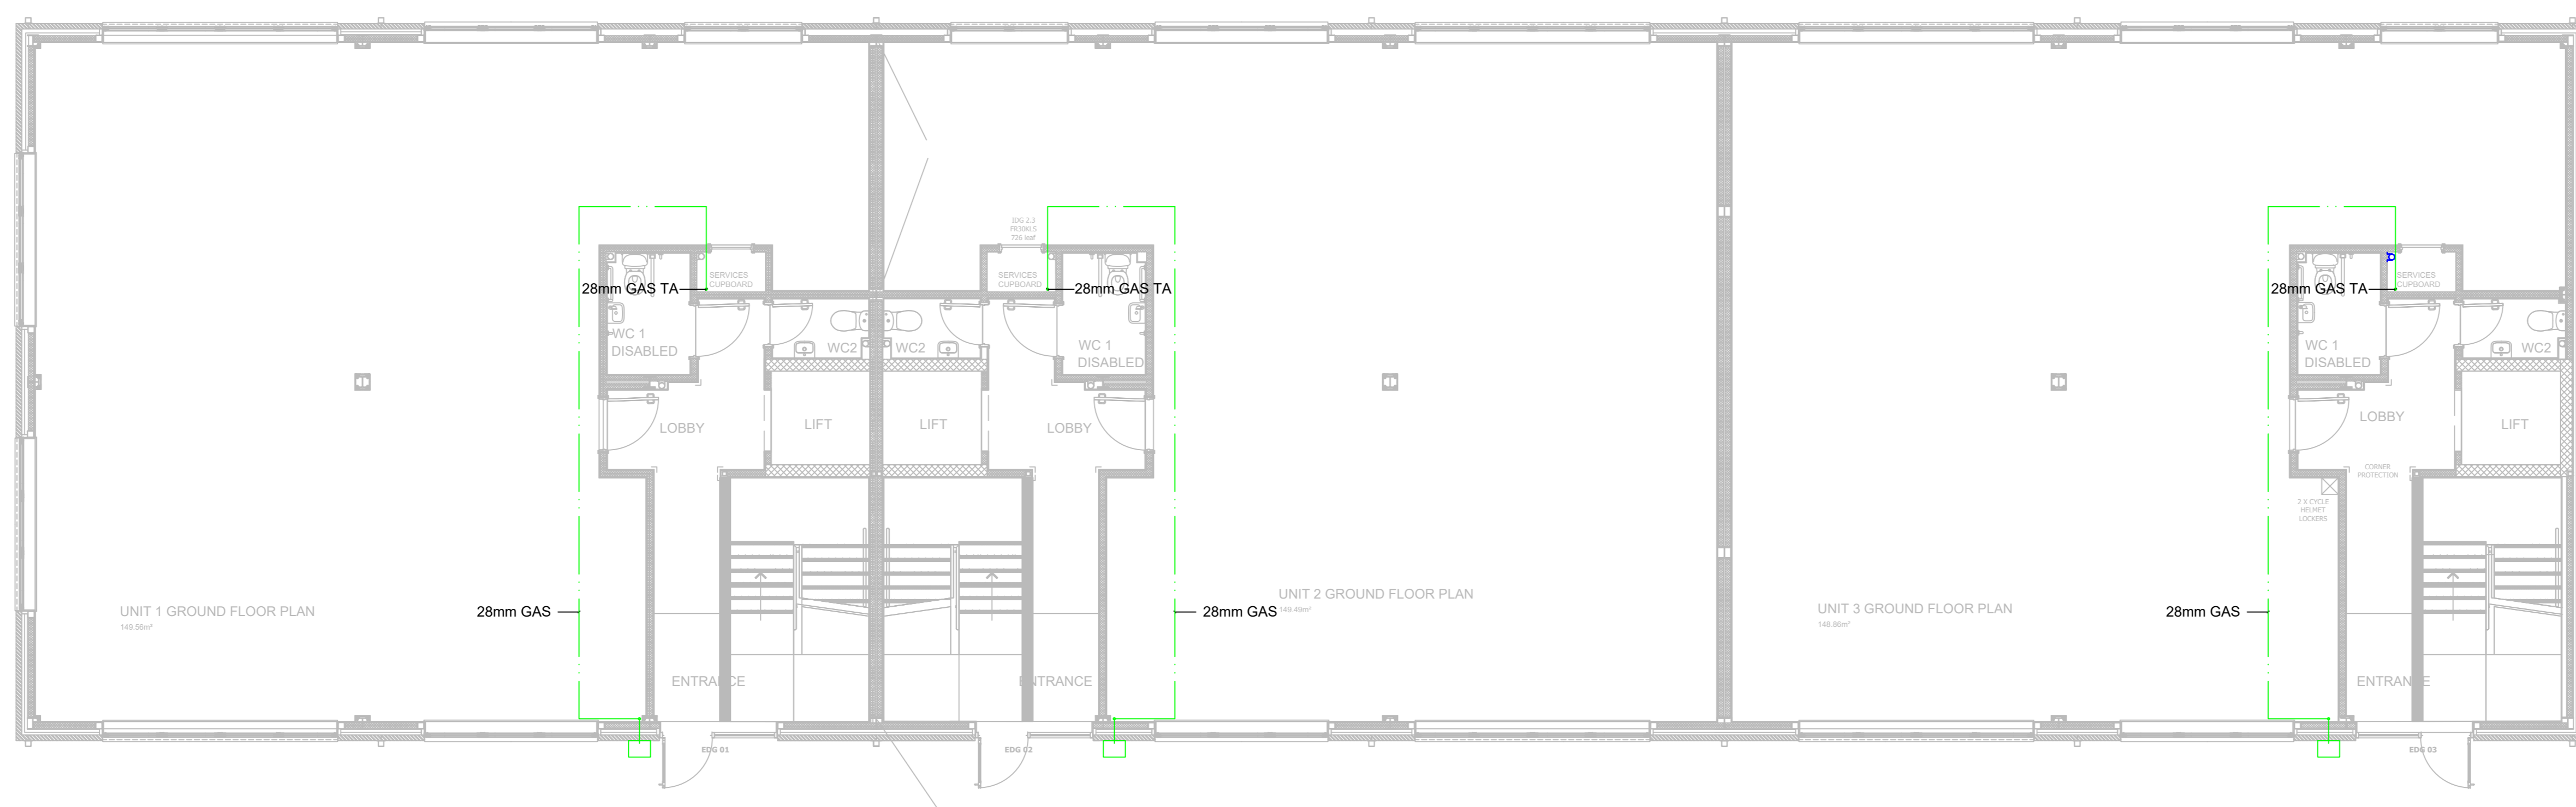 IDG 2.3
FR30KLS
726 leaf
SERVICES
CUPBOARD
SERVICES
CUPBOARD
SERVICES
CUPBOARD
28mm GAS TA
28mm GAS TA
28mm GAS TA
WC 1
DISABLED
WC2
WC2
WC 1
DISABLED
WC 1
DISABLED
WC2
LOBBY
LIFT
LIFT
LOBBY
LOBBY
LIFT
CORNER
PROTECTION
2 X CYCLE
HELMET
LOCKERS
UNIT 1 GROUND FLOOR PLAN
149.56m²
28mm GAS
28mm GAS
UNIT 2 GROUND FLOOR PLAN
149.49m²
UNIT 3 GROUND FLOOR PLAN
148.86m²
28mm GAS
ENTRANCE
ENTRANCE
ENTRANCE
EDG 01
EDG 02
EDG 03